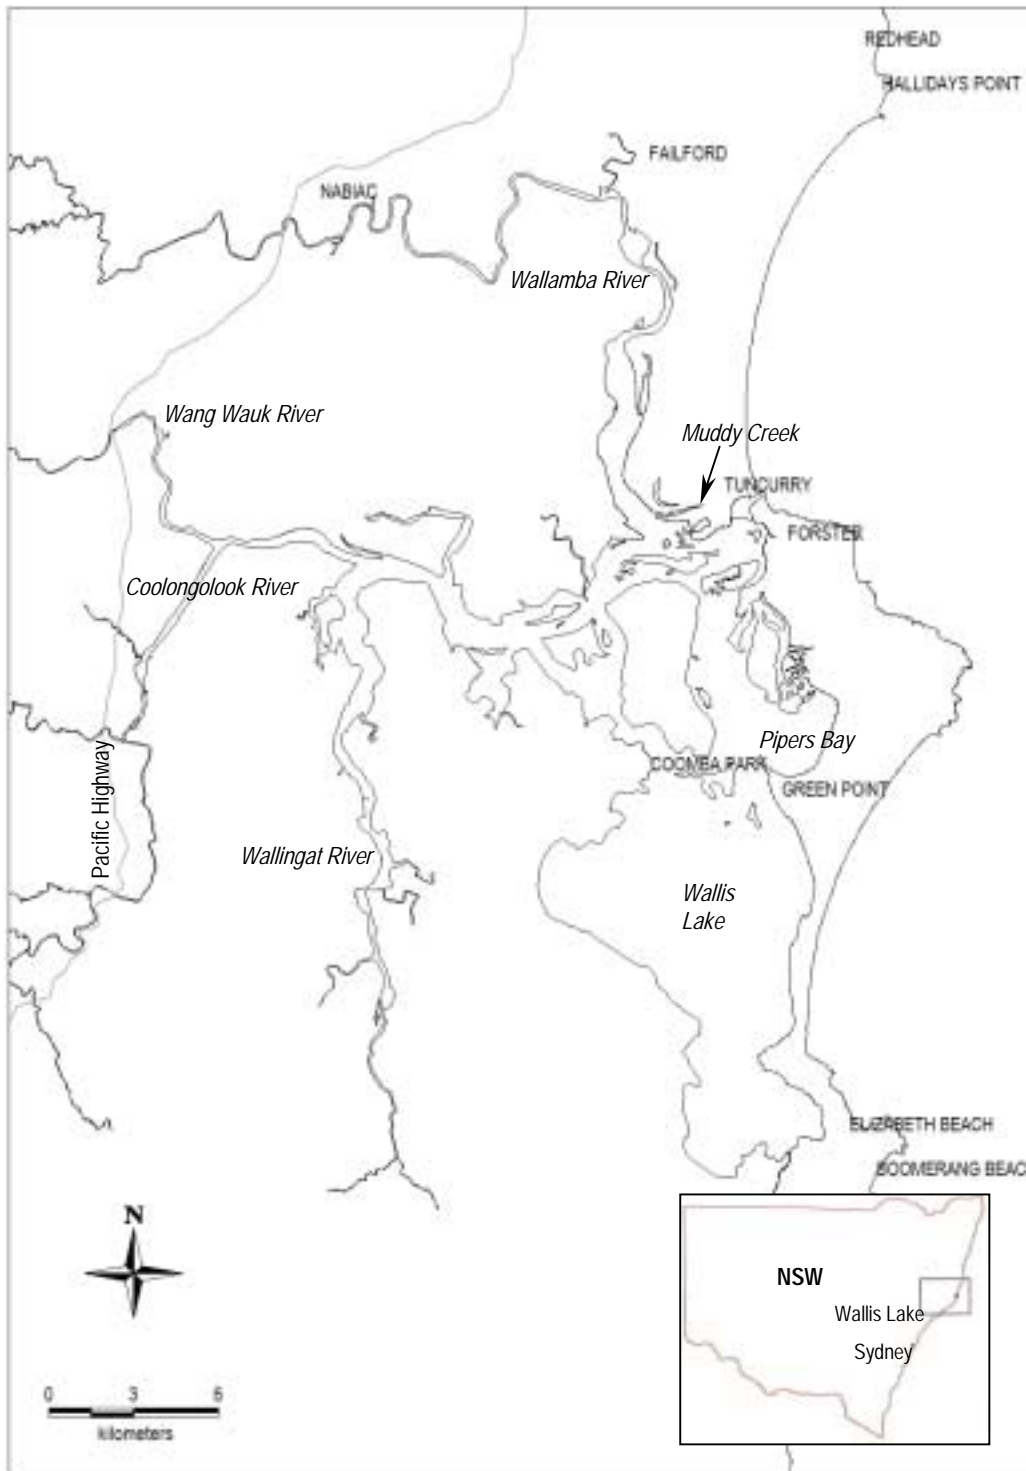 REDHEAD
HALLIDAYS POINT
FAILFORD
NABIAC
Wallamba River
Wang Wauk River
Muddy Creek
TUNCURRY
FORSTER
Coolongolook River
Pipers Bay
COOMBA PARK
GREEN POINT
Pacific Highway
Wallingat River
Wallis
Lake
ELIZABETH BEACH
BOOMERANG BEAC
N
NSW
Wallis Lake
Sydney
0 3 6
kilometers